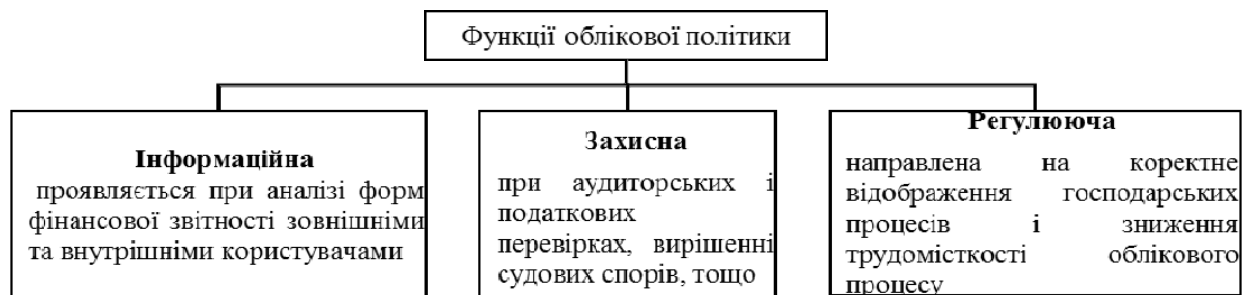 Функції облікової політики
Інформаційна
проявляється при аналізі форм
фінансової звітності зовнішніми
та внутрішніми користувачами
Захисна
при аудиторських і
податкових
перевірках, вирішенні
судових спорів, тощо
Регулююча
направлена на коректне
відображення господарських
процесів і зниження
трудомісткості облікового
процесу